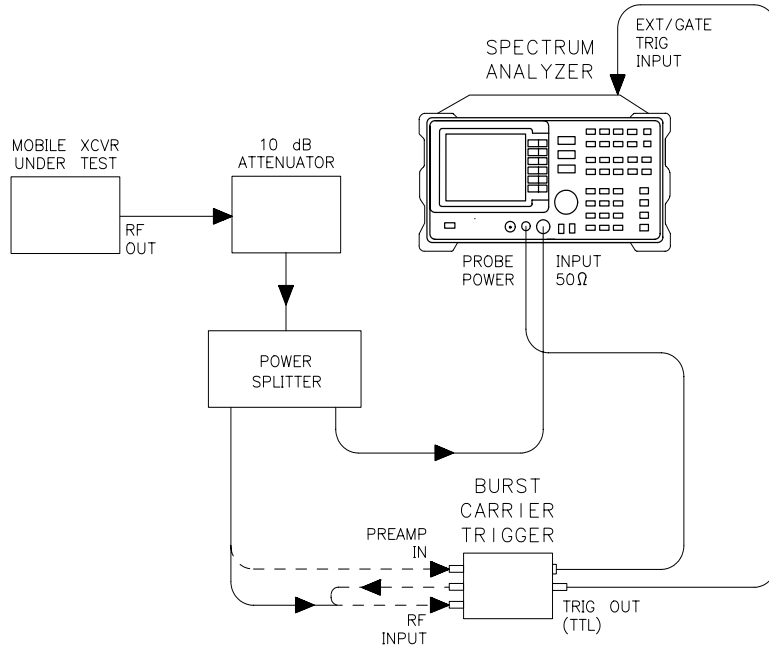 EXT/GATE
TRIG
INPUT
SPECTRUM
ANALYZER
MOBILE XCVR
UNDER TEST
10 dB
ATTENUATOR
RF
OUT
PROBE
POWER
INPUT
50Ω
POWER
SPLITTER
BURST
CARRIER
TRIGGER
PREAMP
IN
RF
INPUT
TRIG OUT
(TTL)